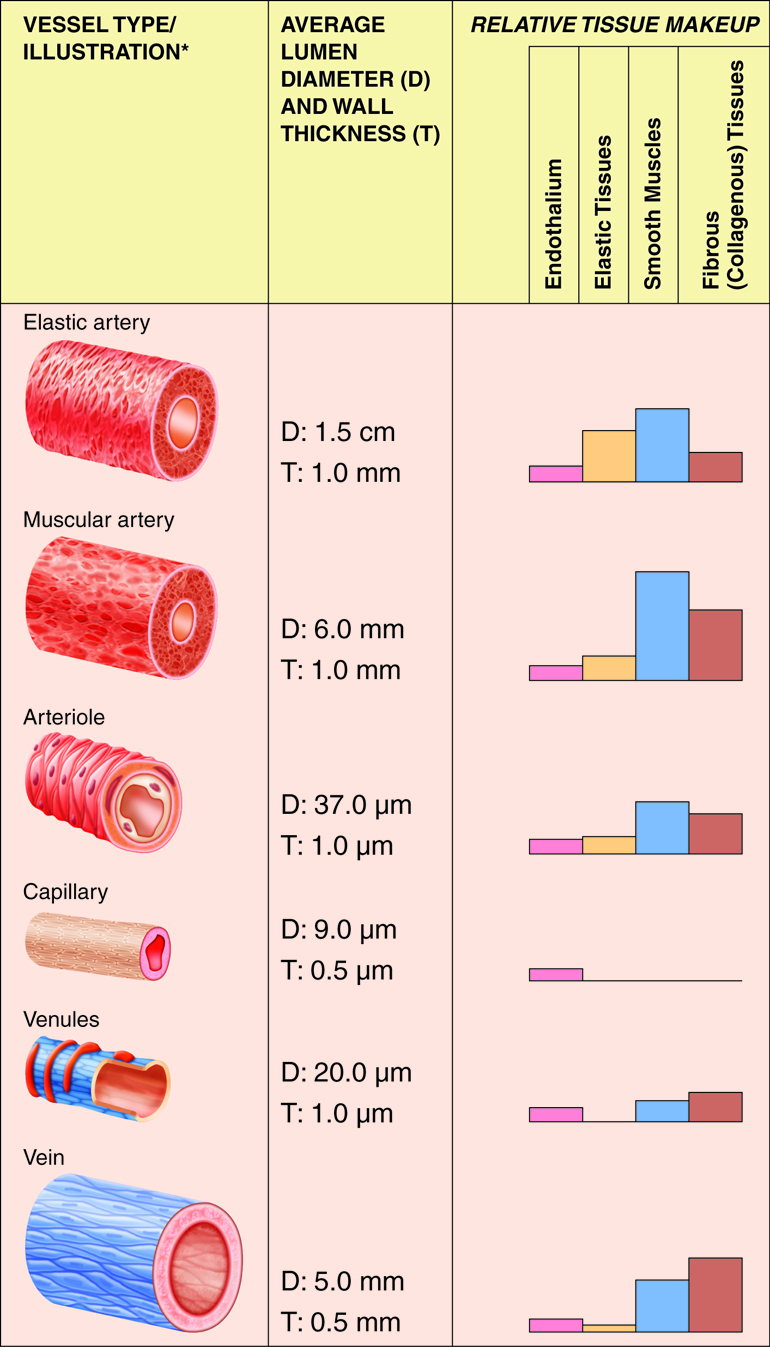 VESSEL TYPE/
ILLUSTRATION*
AVERAGE
LUMEN
DIAMETER (D)
AND WALL
THICKNESS (T)
RELATIVE TISSUE MAKEUP
Endothalium
Elastic Tissues
Smooth Muscles
Fibrous
(Collagenous) Tissues
Elastic artery
D: 1.5 cm
T: 1.0 mm
Muscular artery
D: 6.0 mm
T: 1.0 mm
Arteriole
D: 37.0 µm
T: 1.0 µm
Capillary
D: 9.0 µm
T: 0.5 µm
Venules
D: 20.0 µm
T: 1.0 µm
Vein
D: 5.0 mm
T: 0.5 mm